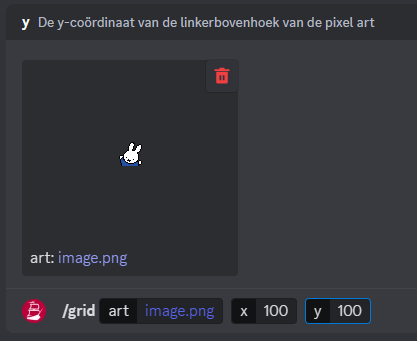 y De y-coördinaat van de linkerbovenhoek van de pixel art
art: image.png
/grid art image.png x 100 y 100